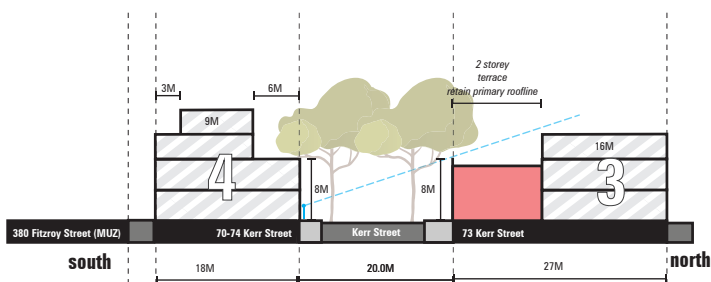 2 storey
terrace
retain primary roofline
3M
6M
9M
16M
4
8M
8M
3
380 Fitzroy Street (MUZ)
70-74 Kerr Street
Kerr Street
73 Kerr Street
south
north
18M
20.0M
27M